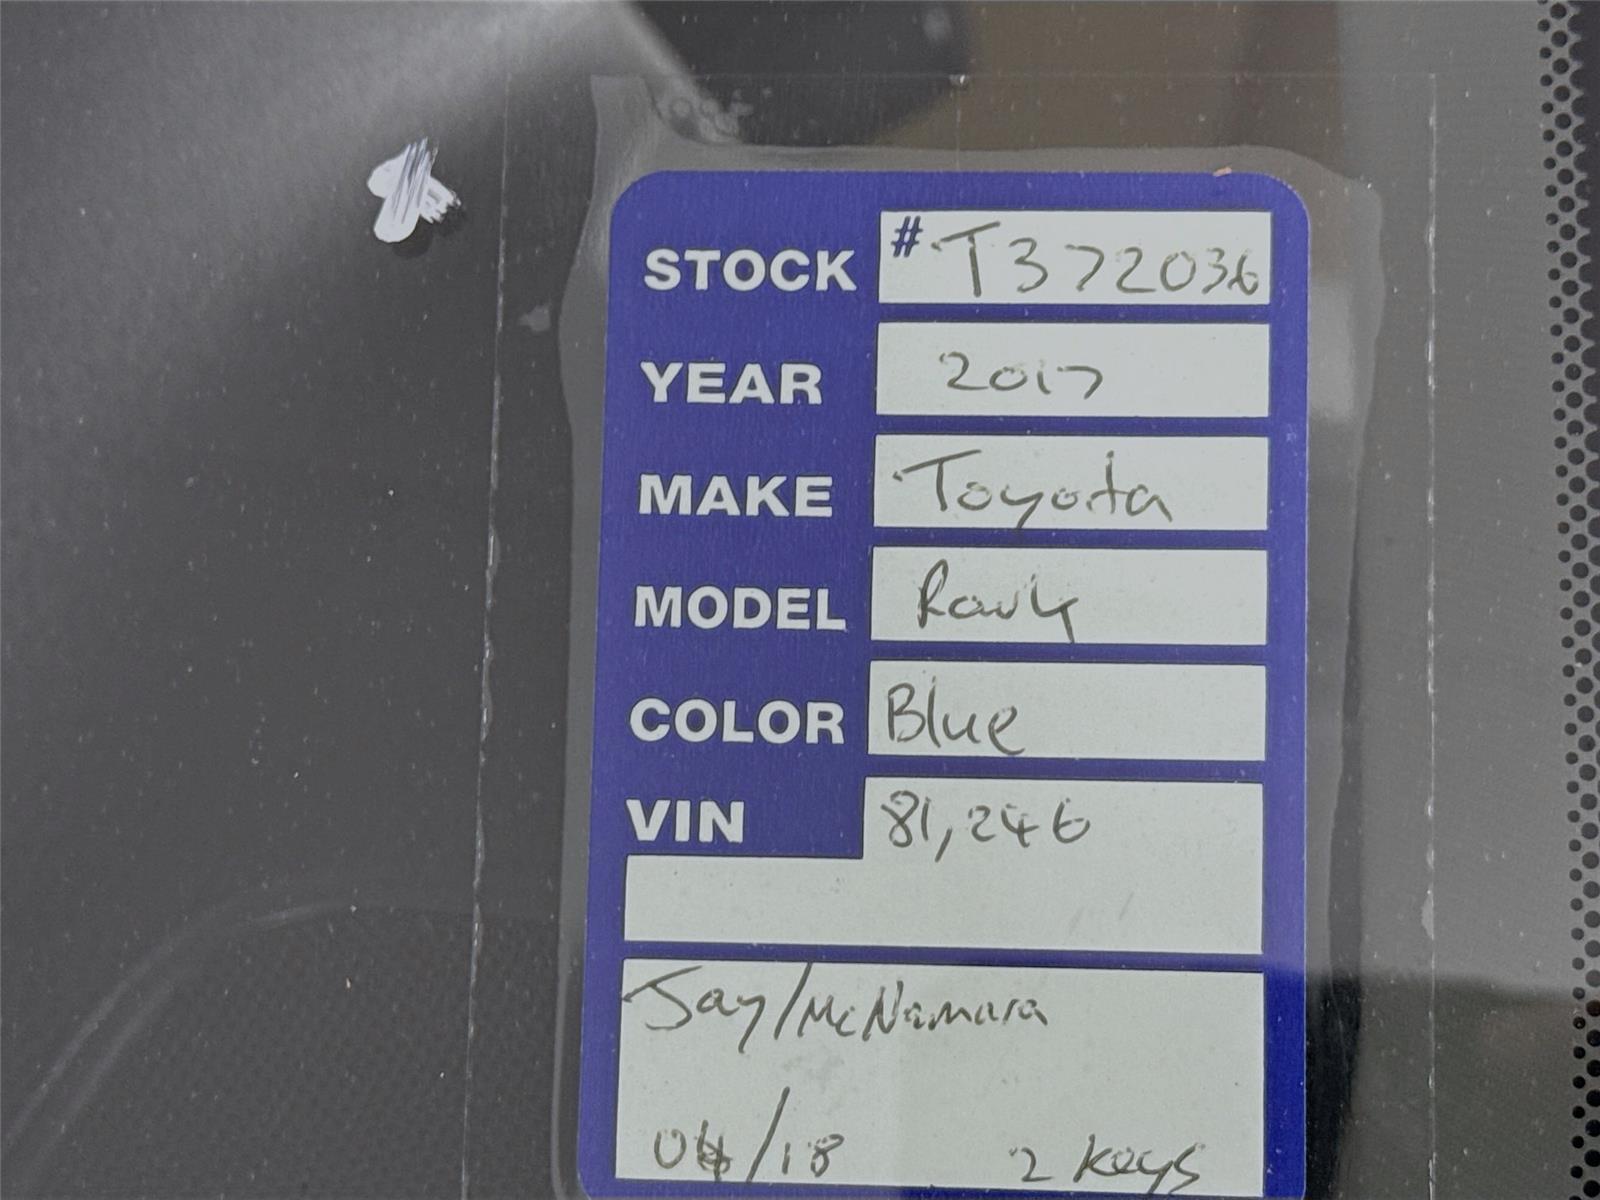 STOCK # T372036
YEAR 2017
MAKE Toyota
MODEL Rav4
COLOR Blue
VIN 81,246
Jay/McNamara
04/18 2 keys